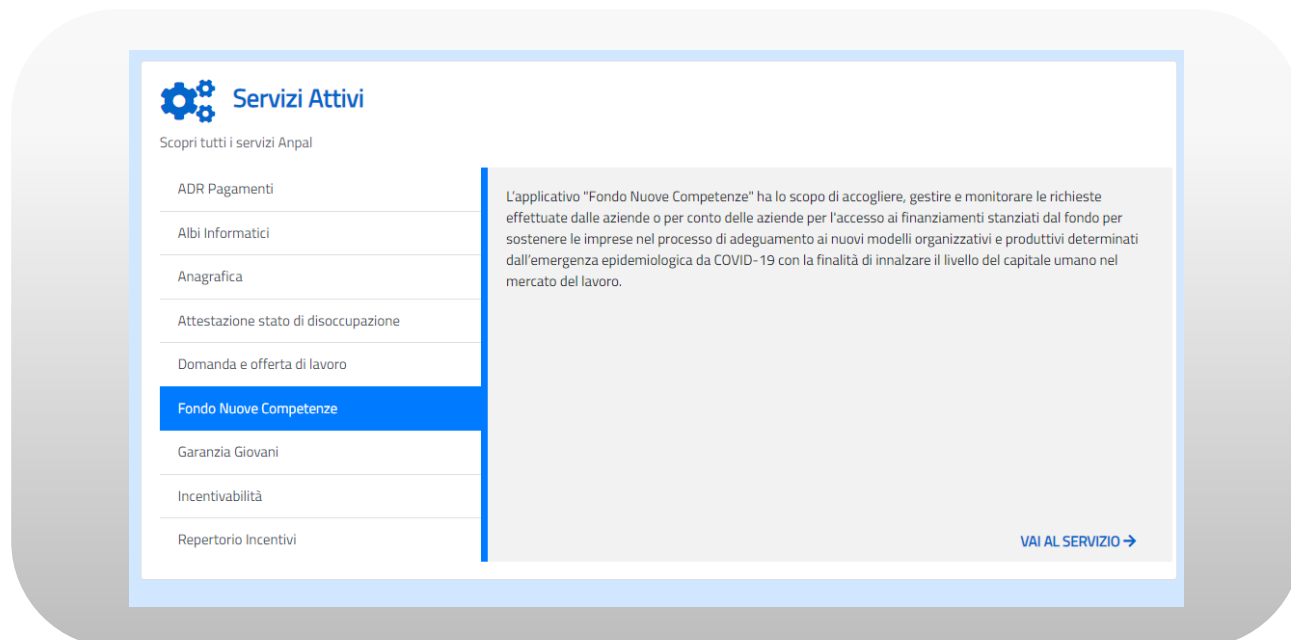 Servizi Attivi
Scopri tutti i servizi Anpal
ADR Pagamenti
Albi Informatici
Anagrafica
Attestazione stato di disoccupazione
Domanda e offerta di lavoro
Fondo Nuove Competenze
Garanzia Giovani
Incentivabilità
Repertorio Incentivi
L'applicativo "Fondo Nuove Competenze" ha lo scopo di accogliere, gestire e monitorare le richieste
effettuate dalle aziende o per conto delle aziende per l'accesso ai finanziamenti stanziati dal fondo per
sostenere le imprese nel processo di adeguamento ai nuovi modelli organizzativi e produttivi determinati
dall'emergenza epidemiologica da COVID-19 con la finalità di innalzare il livello del capitale umano nel
mercato del lavoro.
VAI AL SERVIZIO →